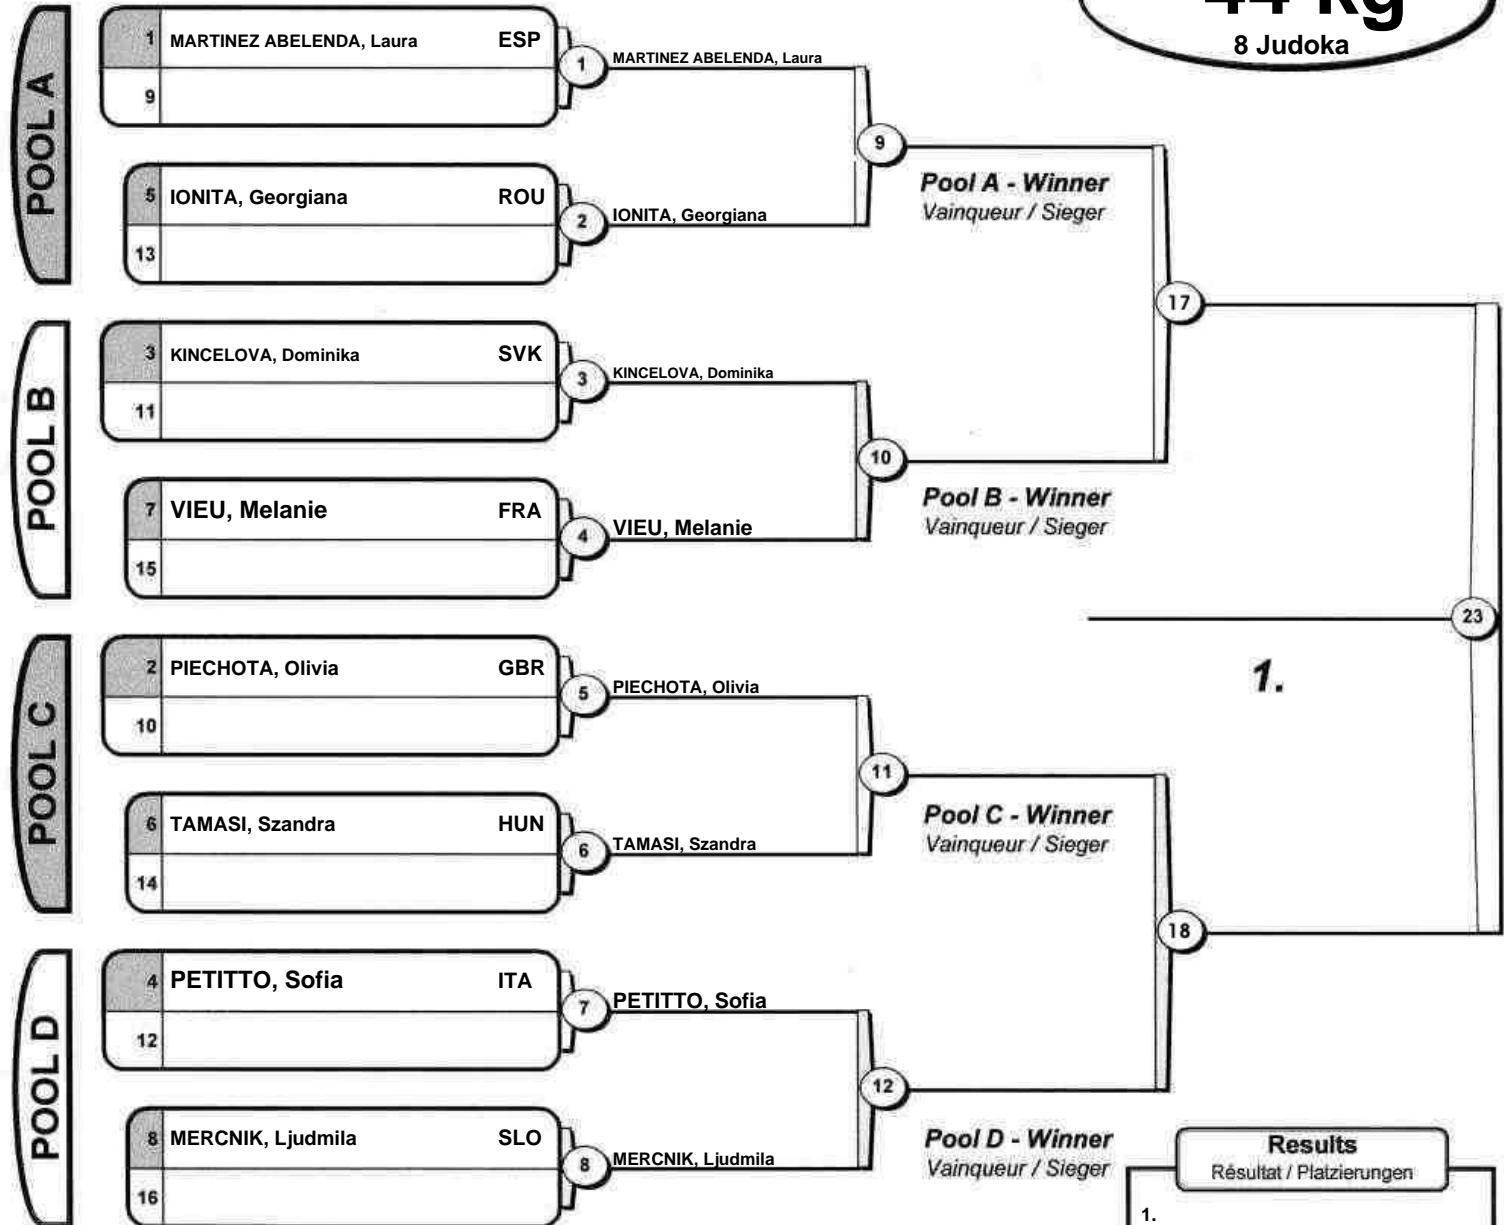 44 kg
8 Judoka
POOL A
1 MARTINEZ ABELENDA, Laura ESP
9
1 MARTINEZ ABELENDA, Laura
5 IONITA, Georgiana ROU
13
2 IONITA, Georgiana
9
Pool A - Winner
Vainqueur / Sieger
POOL B
3 KINCELOVA, Dominika SVK
11
3 KINCELOVA, Dominika
7 VIEU, Melanie FRA
15
4 VIEU, Melanie
10
Pool B - Winner
Vainqueur / Sieger
17
POOL C
2 PIECHOTA, Olivia GBR
10
5 PIECHOTA, Olivia
6 TAMASI, Szandra HUN
14
6 TAMASI, Szandra
11
Pool C - Winner
Vainqueur / Sieger
POOL D
4 PETITTO, Sofia ITA
12
7 PETITTO, Sofia
8 MERCNIK, Ljudmila SLO
16
8 MERCNIK, Ljudmila
12
Pool D - Winner
Vainqueur / Sieger
18
23
1.
Results
Résultat / Platzierungen
1.